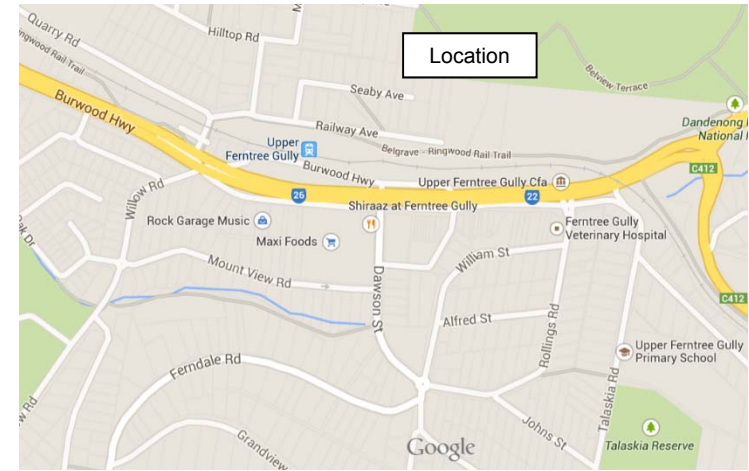 Quarry Rd
Hilltop Rd
Location
Ringwood Rail Trail
Belview Terrace
Burwood Hwy
Seaby Ave
Railway Ave
Dandenong
National
Upper
Ferntree Gully
Belgrave - Ringwood Rail Trail
Burwood Hwy
Upper Ferntree Gully Cfa
C412
26
22
Willow Rd
Shiraaz at Ferntree Gully
Rock Garage Music
Maxi Foods
Ferntree Gully
Veterinary Hospital
William St
Mount View Rd
Dawson St
C412
Alfred St
Rollings Rd
Upper Ferntree Gully
Primary School
Ferndale Rd
Talaskia Rd
Johns St
Grandview
Google
Talaskia Reserve